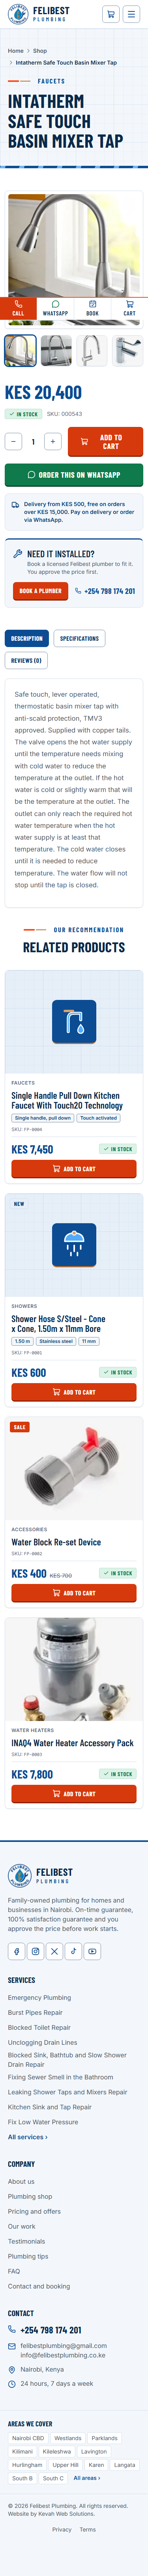 FELIBEST
PLUMBING
Home > Shop
> Intatherm Safe Touch Basin Mixer Tap
FAUCETS
INTATHERM
SAFE TOUCH
BASIN MIXER TAP
CALL
WHATSAPP
BOOK
CART
KES 20,400
IN STOCK
SKU: 000543
− 1 +
ADD TO
CART
ORDER THIS ON WHATSAPP
Delivery from KES 500, free on orders
over KES 15,000. Pay on delivery or order
via WhatsApp.
NEED IT INSTALLED?
Book a licensed Felibest plumber to fit it.
You approve the price first.
BOOK A PLUMBER
+254 798 174 201
DESCRIPTION
SPECIFICATIONS
REVIEWS (0)
Safe touch, lever operated,
thermostatic basin mixer tap with
anti-scald protection, TMV3
approved. Supplied with copper tails.
The valve opens the hot water supply
until the temperature needs mixing
with cold water to reduce the
temperature at the outlet. If the hot
water is cold or slightly warm that will
be the temperature at the outlet. The
cold only reach the required hot
water temperature when the hot
water supply is at or above that
temperature. The cold water closes
until it is needed to reduce
temperature. The water flow will not
stop until the tap is closed.
OUR RECOMMENDATION
RELATED PRODUCTS
FAUCETS
Single Handle Pull Down Kitchen
Faucet With Touch20 Technology
Single handle, pull down
Touch activated
SKU: FP-0000
KES 7,450
IN STOCK
ADD TO CART
NEW
SHOWERS
Shower Hose S/Steel - Cone
x Cone, 1.50m x 11mm Bore
1.50 m
Stainless steel
11 mm
SKU: FP-0001
KES 600
IN STOCK
ADD TO CART
SALE
ACCESSORIES
Water Block Re-set Device
SKU: FP-0002
KES 400 KES 700
IN STOCK
ADD TO CART
WATER HEATERS
INAQ4 Water Heater Accessory Pack
SKU: FP-0003
KES 7,800
IN STOCK
ADD TO CART
FELIBEST
PLUMBING
Family-owned plumbing for homes and
businesses in Nairobi. On-time guarantee,
100% satisfaction guarantee and you
approve the price before work starts.
SERVICES
Emergency Plumbing
Burst Pipes Repair
Blocked Toilet Repair
Unclogging Drain Lines
Blocked Sink, Bathtub and Slow Shower
Drain Repair
Fixing Sewer Smell in the Bathroom
Leaking Shower Taps and Mixers Repair
Kitchen Sink and Tap Repair
Fix Low Water Pressure
All services ›
COMPANY
About us
Plumbing shop
Pricing and offers
Our work
Testimonials
Plumbing tips
FAQ
Contact and booking
CONTACT
+254 798 174 201
felibestplumbing@gmail.com
info@felibestplumbing.co.ke
Nairobi, Kenya
24 hours, 7 days a week
AREAS WE COVER
Nairobi CBD
Westlands
Parklands
Kilimani
Kileleshwa
Lavington
Hurlingham
Upper Hill
Karen
Langata
South B
South C
All areas ›
© 2026 Felibest Plumbing. All rights reserved.
Website by Kevah Web Solutions.
Privacy
Terms